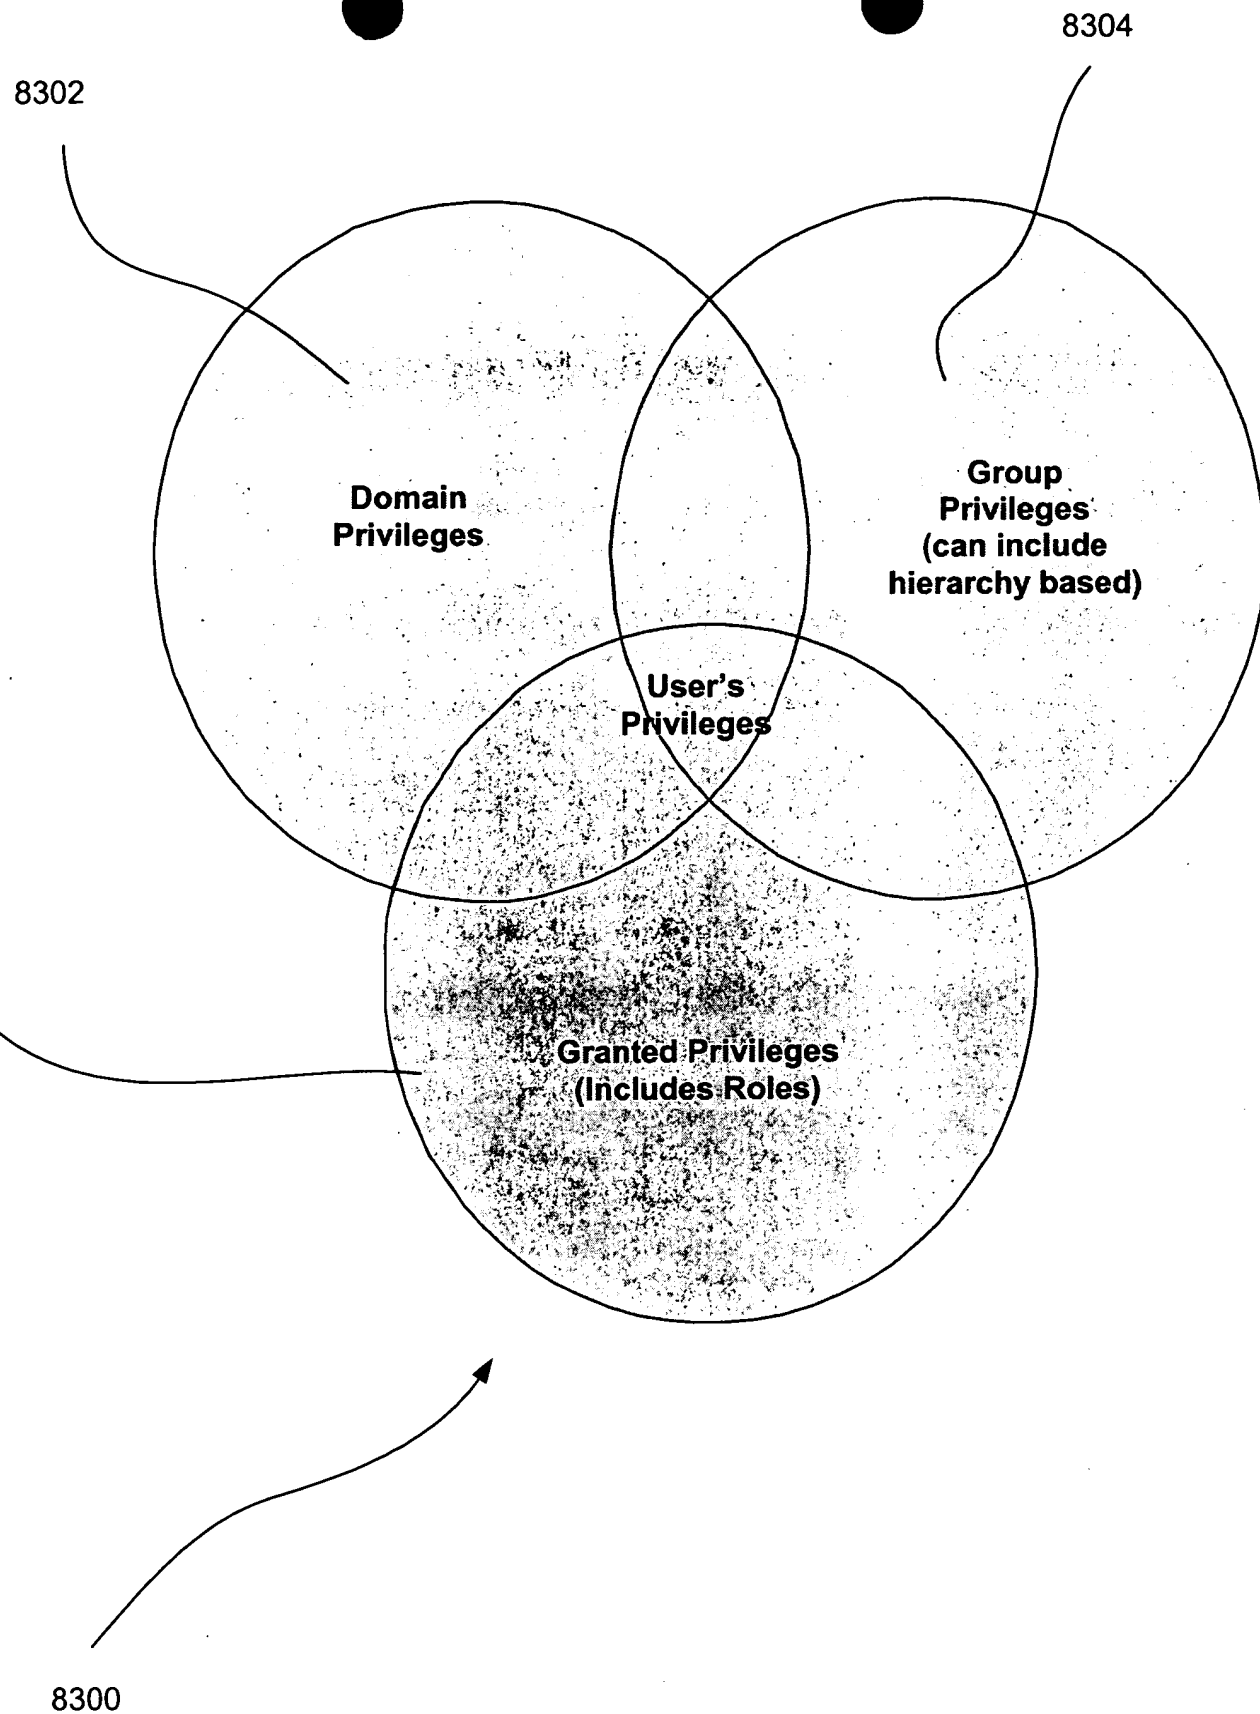 8304
8302
Domain
Privileges
Group
Privileges
(can include
hierarchy based)
User's
Privileges
Granted Privileges
(Includes Roles)
8300